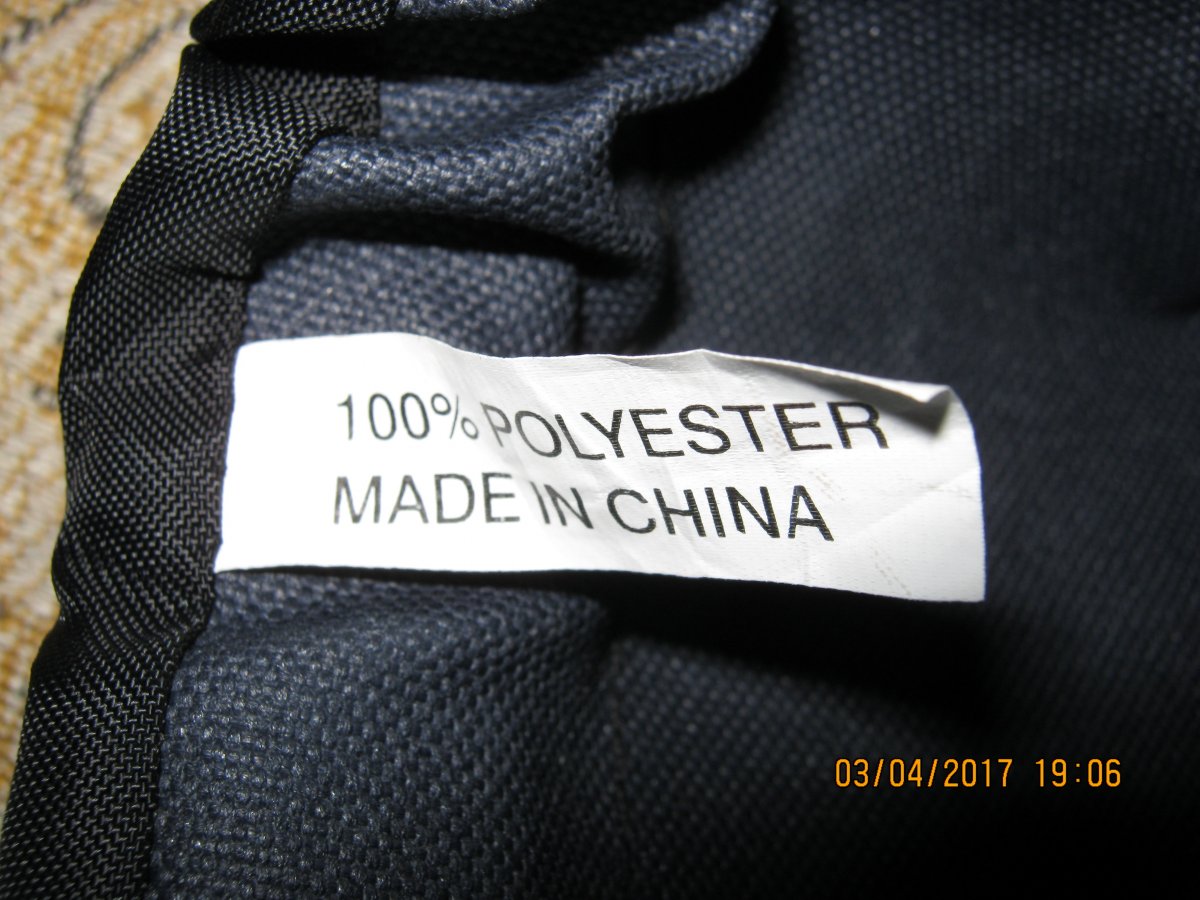 100% POLYESTER
MADE IN CHINA
03/04/2017 19:06